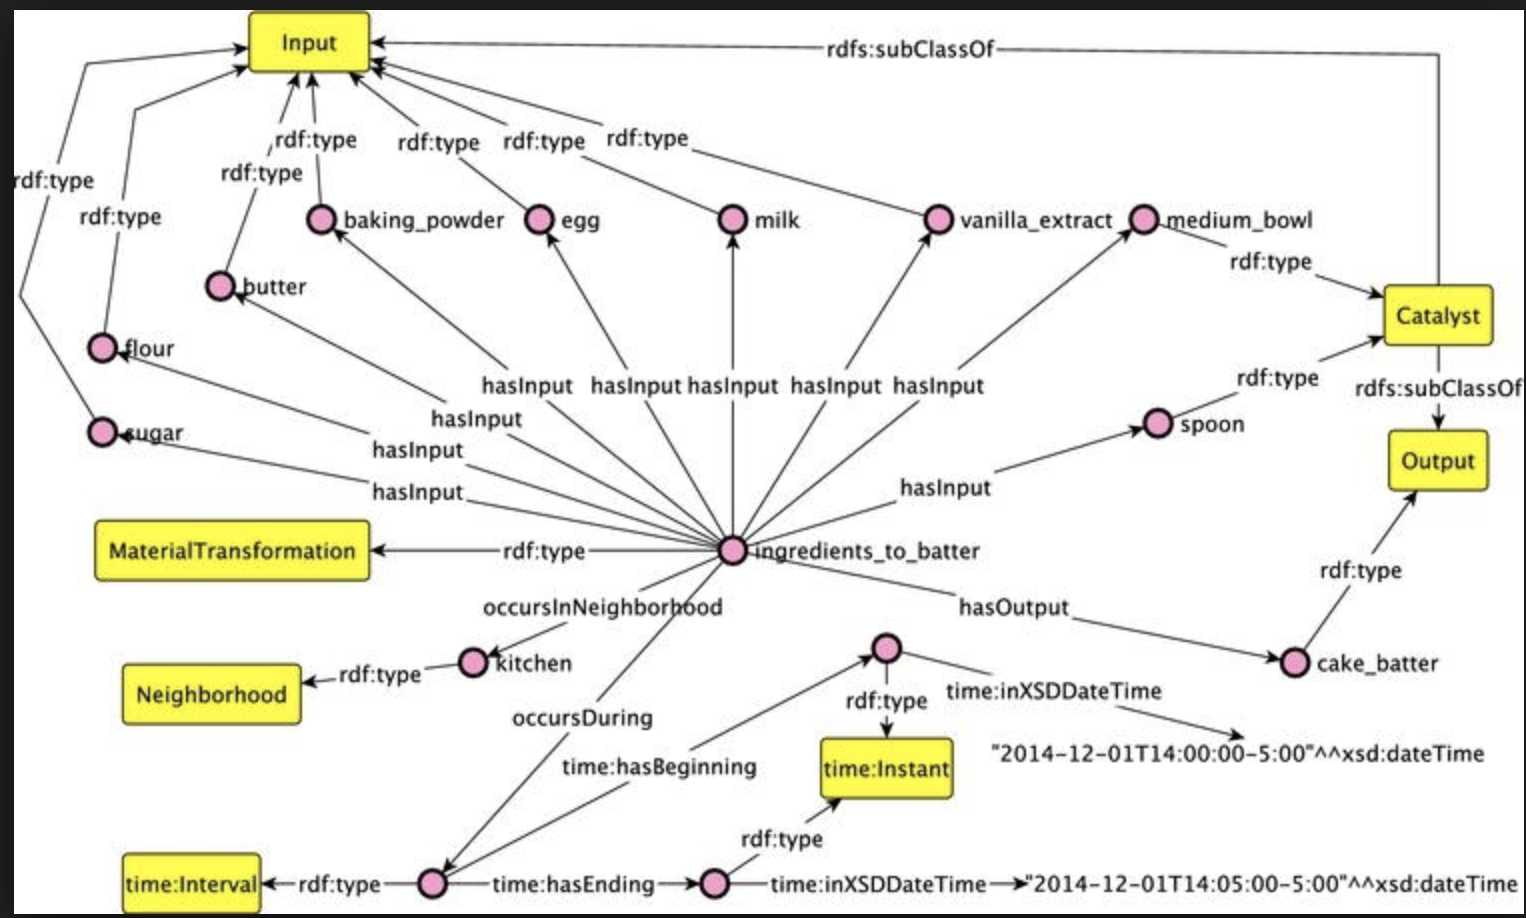 Input
rdfs:subClassOf
rdf:type
rdf:type
rdf:type
rdf:type
rdf:type
rdf:type
rdf:type
baking_powder
egg
milk
vanilla_extract
medium_bowl
rdf:type
butter
Catalyst
flour
rdf:type
rdfs:subClassOf
hasInput
hasInput
hasInput
hasInput
hasInput
hasInput
sugar
spoon
hasInput
Output
hasInput
hasInput
MaterialTransformation
rdf:type
ingredients_to_batter
rdf:type
occursInNeighborhood
hasOutput
kitchen
cake_batter
rdf:type
Neighborhood
rdf:type
time:inXSDDateTime
occursDuring
"2014-12-01T14:00:00-5:00"^^xsd:dateTime
time:hasBeginning
time:Instant
rdf:type
time:Interval
rdf:type
time:hasEnding
time:inXSDDateTime
"2014-12-01T14:05:00-5:00"^^xsd:dateTime